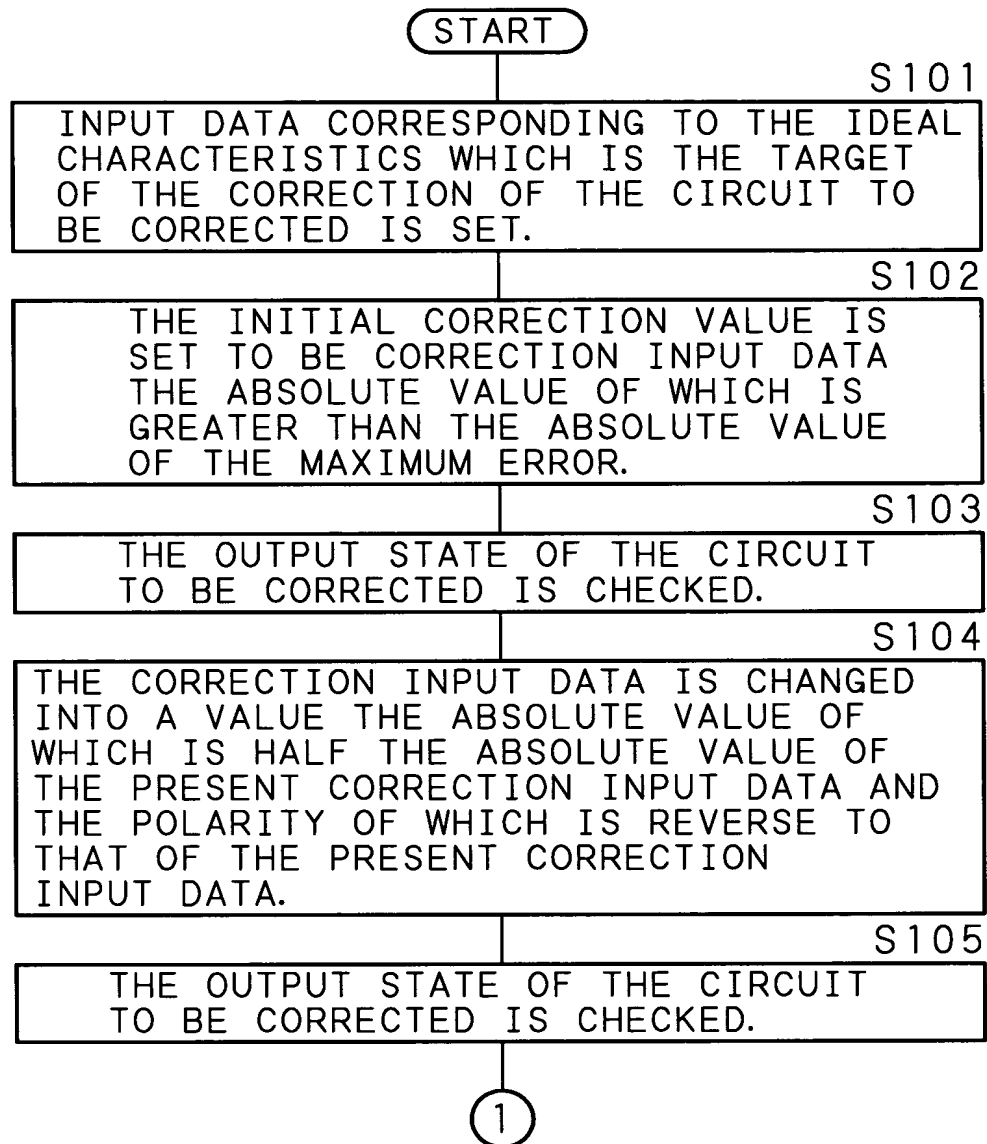 START
S101
INPUT DATA CORRESPONDING TO THE IDEAL
CHARACTERISTICS WHICH IS THE TARGET
OF THE CORRECTION OF THE CIRCUIT TO
BE CORRECTED IS SET.
S102
THE INITIAL CORRECTION VALUE IS
SET TO BE CORRECTION INPUT DATA
THE ABSOLUTE VALUE OF WHICH IS
GREATER THAN THE ABSOLUTE VALUE
OF THE MAXIMUM ERROR.
S103
THE OUTPUT STATE OF THE CIRCUIT
TO BE CORRECTED IS CHECKED.
S104
THE CORRECTION INPUT DATA IS CHANGED
INTO A VALUE THE ABSOLUTE VALUE OF
WHICH IS HALF THE ABSOLUTE VALUE OF
THE PRESENT CORRECTION INPUT DATA AND
THE POLARITY OF WHICH IS REVERSE TO
THAT OF THE PRESENT CORRECTION
INPUT DATA.
S105
THE OUTPUT STATE OF THE CIRCUIT
TO BE CORRECTED IS CHECKED.
1